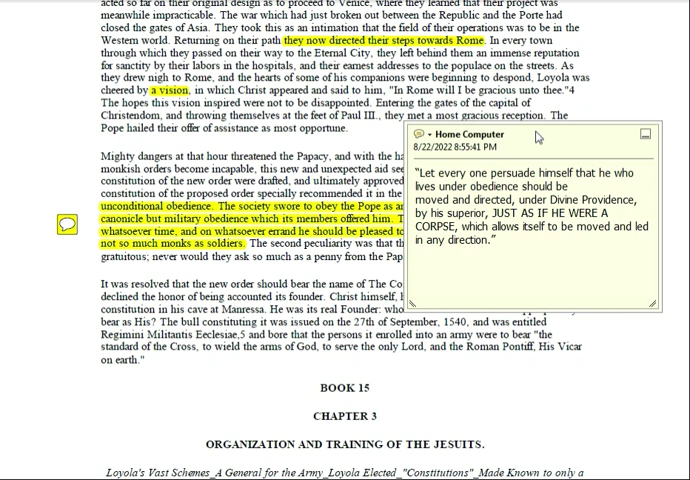 acted so far on their original design as to proceed to Venice, where they learned that their project was
meanwhile impracticable. The war which had just broken out between the Republic and the Porte had
closed the gates of Asia. They took this as an intimation that the field of their operations was to be in the
Western world. Returning on their path they now directed their steps towards Rome. In every town
through which they passed on their way to the Eternal City, they left behind them an immense reputation
for sanctity by their labors in the hospitals, and their earnest addresses to the populace on the streets. As
they drew nigh to Rome, and the hearts of some of his companions were beginning to despond, Loyola was
cheered by a vision, in which Christ appeared and said to him, "In Rome will I be gracious unto thee."4
The hopes this vision inspired were not to be disappointed. Entering the gates of the capital of
Christendom, and throwing themselves at the feet of Paul III., they met a most gracious reception. The
Pope hailed their offer of assistance as most opportune.
Mighty dangers at that hour threatened the Papacy, and with the ha
monkish orders become incapable, this new and unexpected aid see
constitution of the new order were drafted, and ultimately approved
constitution of the proposed order specially recommended it in the
unconditional obedience. The society swore to obey the Pope as an
canonicle but military obedience which its members offered him. T
whatsoever time, and on whatsoever errand he should be pleased to
not so much monks as soldiers. The second peculiarity was that th
gratuitous; never would they ask so much as a penny from the Pap
It was resolved that the new order should bear the name of The Co
declined the honor of being accounted its founder. Christ himself, h
constitution in his cave at Manressa. He was its real Founder: who
bear as His? The bull constituting it was issued on the 27th of September, 1540, and was entitled
Regimini Militantis Ecclesiae,5 and bore that the persons it enrolled into an army were to bear "the
standard of the Cross, to wield the arms of God, to serve the only Lord, and the Roman Pontiff, His Vicar
on earth."
BOOK 15
CHAPTER 3
ORGANIZATION AND TRAINING OF THE JESUITS.
Loyola's Vast Schemes_A General for the Army_Loyola Elected_"Constitutions"_Made Known to only a
Home Computer
8/22/2022 8:55:41 PM
"Let every one persuade himself that he who
lives under obedience should be
moved and directed, under Divine Providence,
by his superior, JUST AS IF HE WERE A
CORPSE, which allows itself to be moved and led
in any direction."